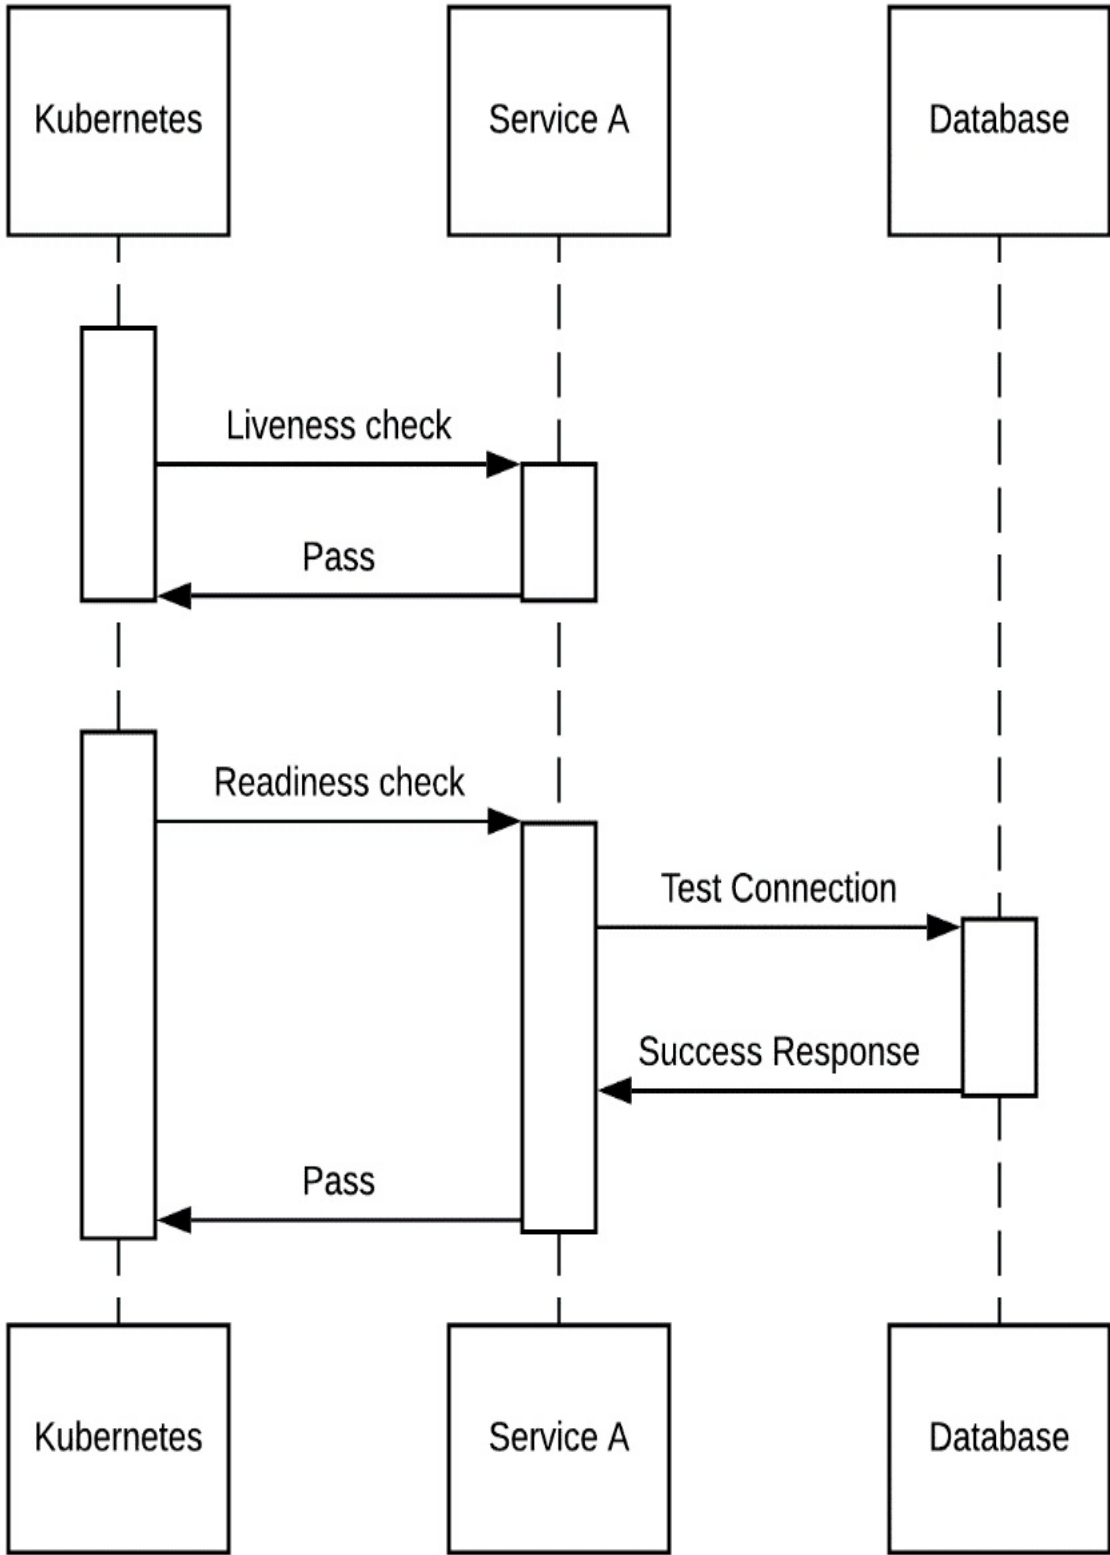 Kubernetes
Service A
Database
Liveness check
Pass
Readiness check
Test Connection
Success Response
Pass
Kubernetes
Service A
Database